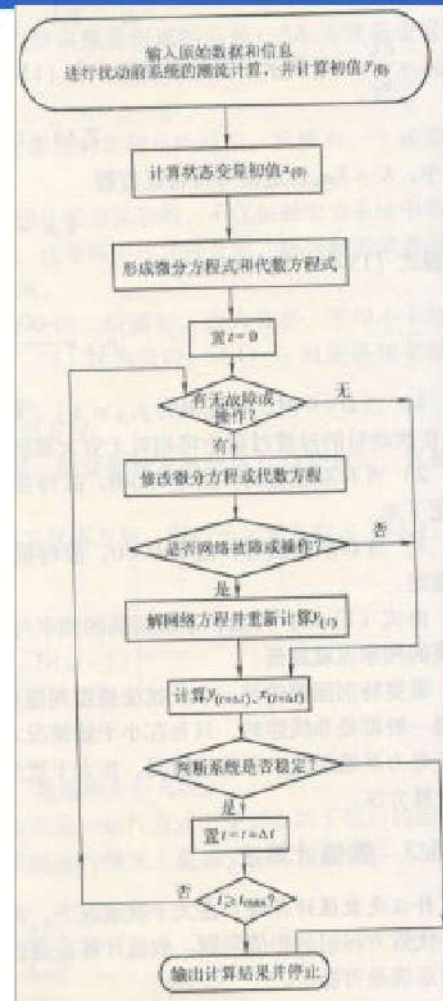 输入原始数据和信息
进行扰动前系统的潮流计算，并计算初值y(0)
计算状态变量初值x(0)
形成微分方程式和代数方程式
置t=0
有无故障或
操作?
无
有
修改微分方程或代数方程
是否网络故障或操作?
否
是
解网络方程并重新计算y(t)
计算y(t+Δt)、x(t+Δt)
判断系统是否稳定?
是
置t=t+Δt
否
t≥tmax?
输出计算结果并停止